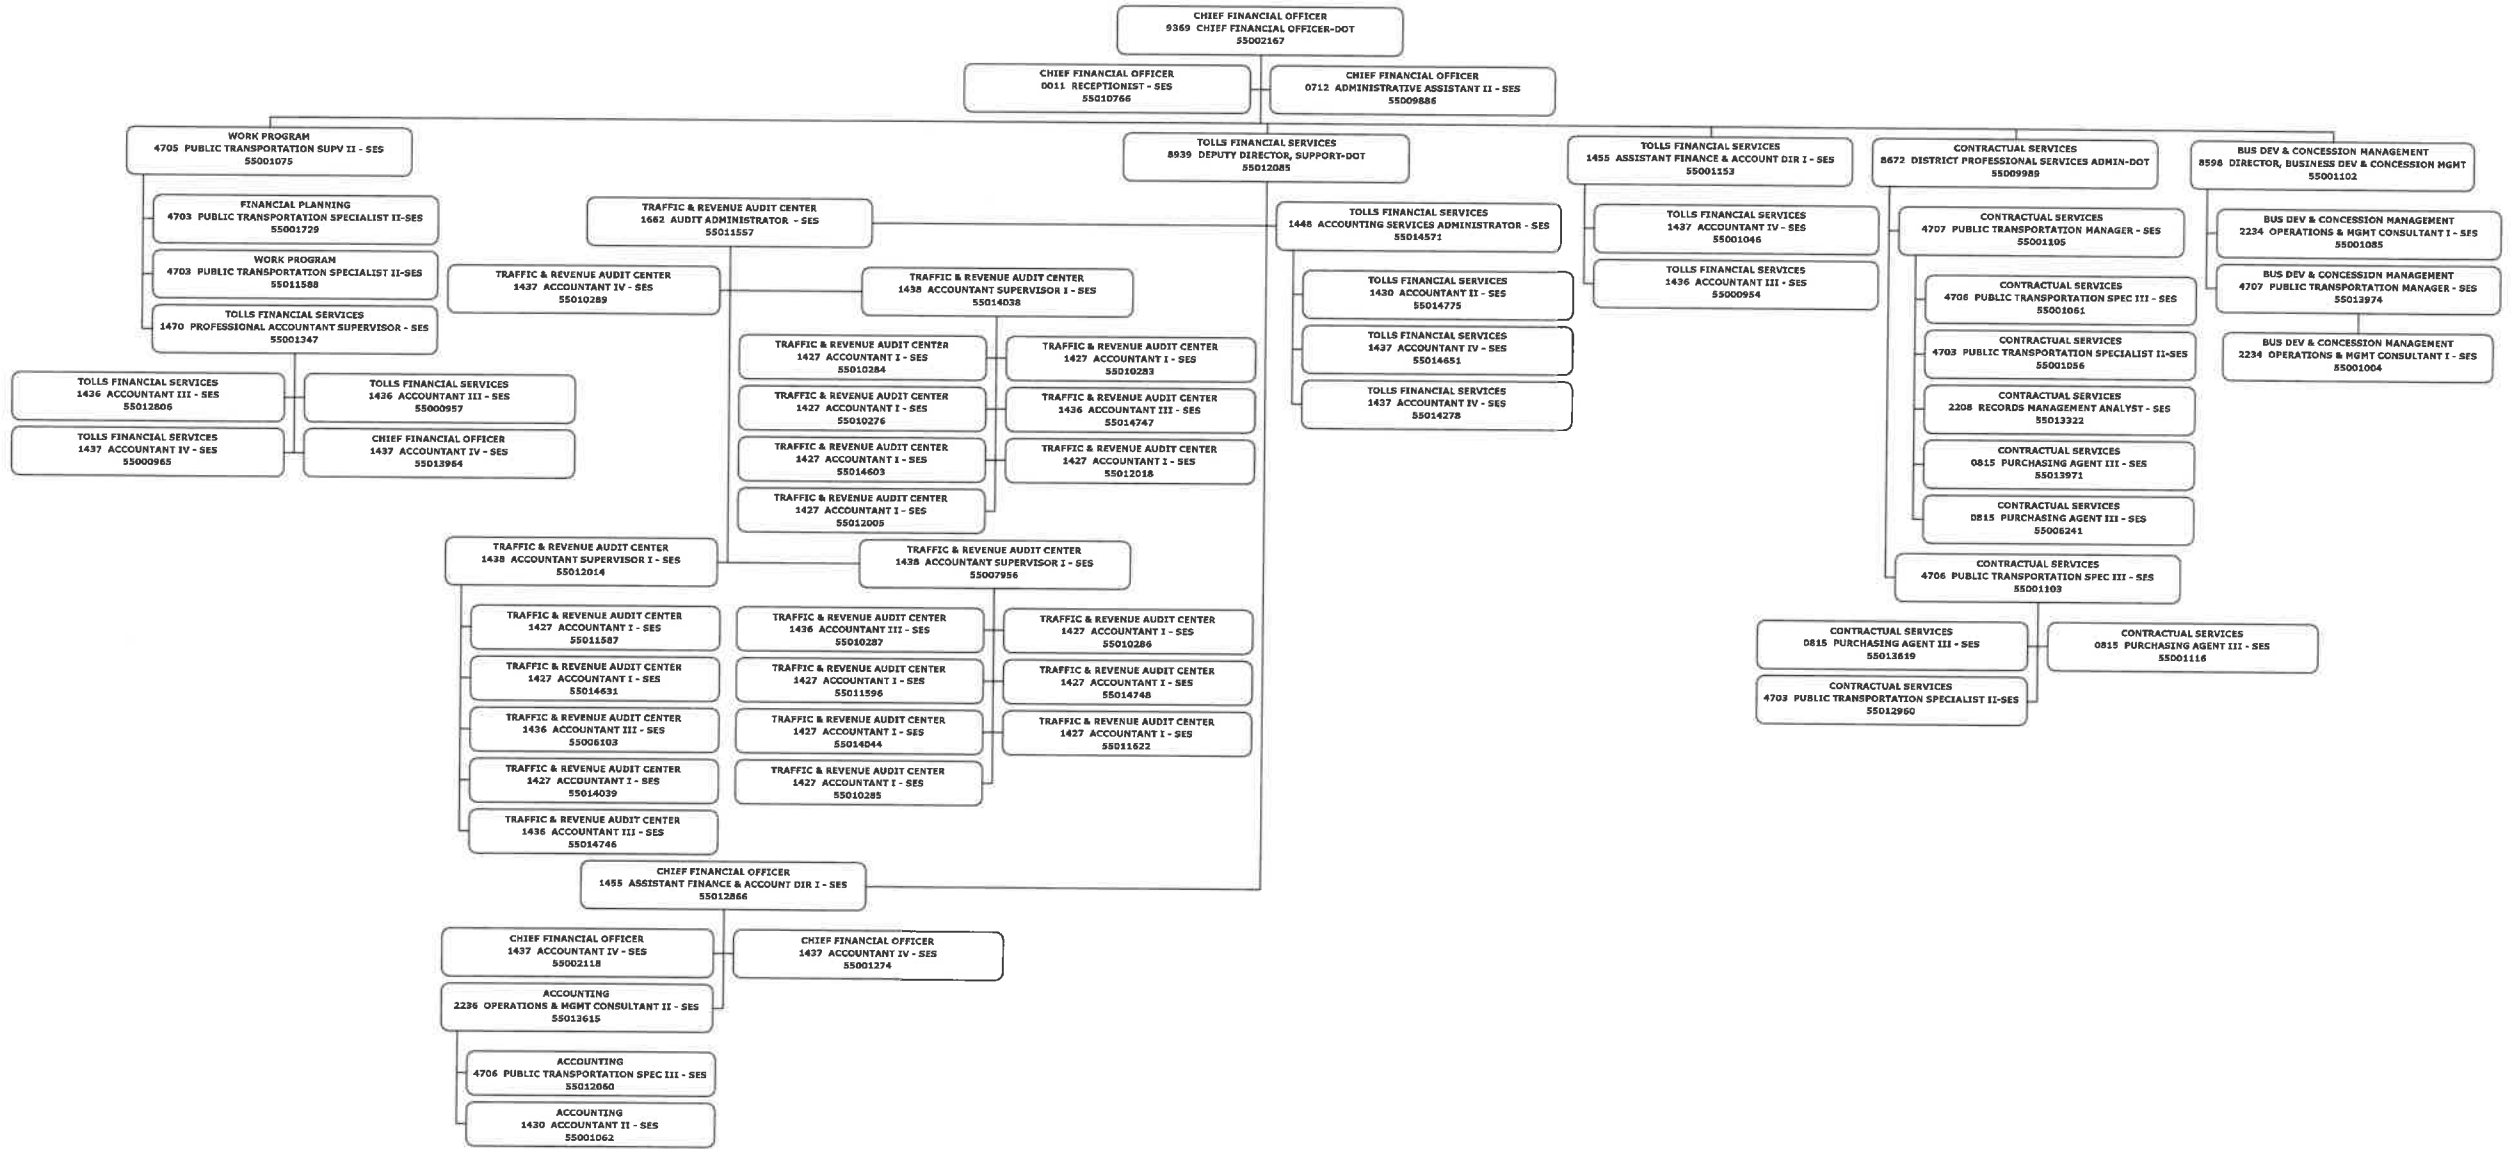 CHIEF FINANCIAL OFFICER
9369 CHIEF FINANCIAL OFFICER-DOT
55002167
CHIEF FINANCIAL OFFICER
0011 RECEPTIONIST - SES
55010766
CHIEF FINANCIAL OFFICER
0712 ADMINISTRATIVE ASSISTANT II - SES
55009886
WORK PROGRAM
4705 PUBLIC TRANSPORTATION SUPV II - SES
55001075
FINANCIAL PLANNING
4703 PUBLIC TRANSPORTATION SPECIALIST II-SES
55001729
WORK PROGRAM
4703 PUBLIC TRANSPORTATION SPECIALIST II-SES
55011588
TOLLS FINANCIAL SERVICES
1470 PROFESSIONAL ACCOUNTANT SUPERVISOR - SES
55001347
TOLLS FINANCIAL SERVICES
1436 ACCOUNTANT III - SES
55012806
TOLLS FINANCIAL SERVICES
1436 ACCOUNTANT III - SES
55000957
TOLLS FINANCIAL SERVICES
1437 ACCOUNTANT IV - SES
55000965
CHIEF FINANCIAL OFFICER
1437 ACCOUNTANT IV - SES
55013964
TOLLS FINANCIAL SERVICES
8939 DEPUTY DIRECTOR, SUPPORT-DOT
55012085
TRAFFIC & REVENUE AUDIT CENTER
1662 AUDIT ADMINISTRATOR - SES
55011557
TRAFFIC & REVENUE AUDIT CENTER
1437 ACCOUNTANT IV - SES
55010289
TRAFFIC & REVENUE AUDIT CENTER
1438 ACCOUNTANT SUPERVISOR I - SES
55014038
TRAFFIC & REVENUE AUDIT CENTER
1427 ACCOUNTANT I - SES
55010284
TRAFFIC & REVENUE AUDIT CENTER
1427 ACCOUNTANT I - SES
55010283
TRAFFIC & REVENUE AUDIT CENTER
1427 ACCOUNTANT I - SES
55010276
TRAFFIC & REVENUE AUDIT CENTER
1436 ACCOUNTANT III - SES
55014747
TRAFFIC & REVENUE AUDIT CENTER
1427 ACCOUNTANT I - SES
55014603
TRAFFIC & REVENUE AUDIT CENTER
1427 ACCOUNTANT I - SES
55012018
TRAFFIC & REVENUE AUDIT CENTER
1427 ACCOUNTANT I - SES
55012005
TRAFFIC & REVENUE AUDIT CENTER
1438 ACCOUNTANT SUPERVISOR I - SES
55012014
TRAFFIC & REVENUE AUDIT CENTER
1438 ACCOUNTANT SUPERVISOR I - SES
55007956
TRAFFIC & REVENUE AUDIT CENTER
1427 ACCOUNTANT I - SES
55011587
TRAFFIC & REVENUE AUDIT CENTER
1427 ACCOUNTANT I - SES
55014631
TRAFFIC & REVENUE AUDIT CENTER
1436 ACCOUNTANT III - SES
55006103
TRAFFIC & REVENUE AUDIT CENTER
1427 ACCOUNTANT I - SES
55014039
TRAFFIC & REVENUE AUDIT CENTER
1436 ACCOUNTANT III - SES
55014746
TRAFFIC & REVENUE AUDIT CENTER
1436 ACCOUNTANT III - SES
55010287
TRAFFIC & REVENUE AUDIT CENTER
1427 ACCOUNTANT I - SES
55010286
TRAFFIC & REVENUE AUDIT CENTER
1427 ACCOUNTANT I - SES
55011596
TRAFFIC & REVENUE AUDIT CENTER
1427 ACCOUNTANT I - SES
55014748
TRAFFIC & REVENUE AUDIT CENTER
1427 ACCOUNTANT I - SES
55014044
TRAFFIC & REVENUE AUDIT CENTER
1427 ACCOUNTANT I - SES
55011622
TRAFFIC & REVENUE AUDIT CENTER
1427 ACCOUNTANT I - SES
55010285
CHIEF FINANCIAL OFFICER
1455 ASSISTANT FINANCE & ACCOUNT DIR I - SES
55012866
CHIEF FINANCIAL OFFICER
1437 ACCOUNTANT IV - SES
55002118
CHIEF FINANCIAL OFFICER
1437 ACCOUNTANT IV - SES
55001274
ACCOUNTING
2236 OPERATIONS & MGMT CONSULTANT II - SES
55013615
ACCOUNTING
4706 PUBLIC TRANSPORTATION SPEC III - SES
55012060
ACCOUNTING
1430 ACCOUNTANT II - SES
55001062
TOLLS FINANCIAL SERVICES
1448 ACCOUNTING SERVICES ADMINISTRATOR - SES
55014571
TOLLS FINANCIAL SERVICES
1430 ACCOUNTANT II - SES
55014775
TOLLS FINANCIAL SERVICES
1437 ACCOUNTANT IV - SES
55014651
TOLLS FINANCIAL SERVICES
1437 ACCOUNTANT IV - SES
55014278
TOLLS FINANCIAL SERVICES
1455 ASSISTANT FINANCE & ACCOUNT DIR I - SES
55001153
TOLLS FINANCIAL SERVICES
1437 ACCOUNTANT IV - SES
55001046
TOLLS FINANCIAL SERVICES
1436 ACCOUNTANT III - SES
55000954
CONTRACTUAL SERVICES
8672 DISTRICT PROFESSIONAL SERVICES ADMIN-DOT
55009989
CONTRACTUAL SERVICES
4707 PUBLIC TRANSPORTATION MANAGER - SES
55001105
CONTRACTUAL SERVICES
4706 PUBLIC TRANSPORTATION SPEC III - SES
55001061
CONTRACTUAL SERVICES
4703 PUBLIC TRANSPORTATION SPECIALIST II-SES
55001056
CONTRACTUAL SERVICES
2208 RECORDS MANAGEMENT ANALYST - SES
55013322
CONTRACTUAL SERVICES
0815 PURCHASING AGENT III - SES
55013971
CONTRACTUAL SERVICES
0815 PURCHASING AGENT III - SES
55006241
CONTRACTUAL SERVICES
4706 PUBLIC TRANSPORTATION SPEC III - SES
55001103
CONTRACTUAL SERVICES
0815 PURCHASING AGENT III - SES
55013619
CONTRACTUAL SERVICES
0815 PURCHASING AGENT III - SES
55001116
CONTRACTUAL SERVICES
4703 PUBLIC TRANSPORTATION SPECIALIST II-SES
55012960
BUS DEV & CONCESSION MANAGEMENT
8598 DIRECTOR, BUSINESS DEV & CONCESSION MGMT
55001102
BUS DEV & CONCESSION MANAGEMENT
2234 OPERATIONS & MGMT CONSULTANT I - SES
55001085
BUS DEV & CONCESSION MANAGEMENT
4707 PUBLIC TRANSPORTATION MANAGER - SES
55013974
BUS DEV & CONCESSION MANAGEMENT
2234 OPERATIONS & MGMT CONSULTANT I - SES
55001004